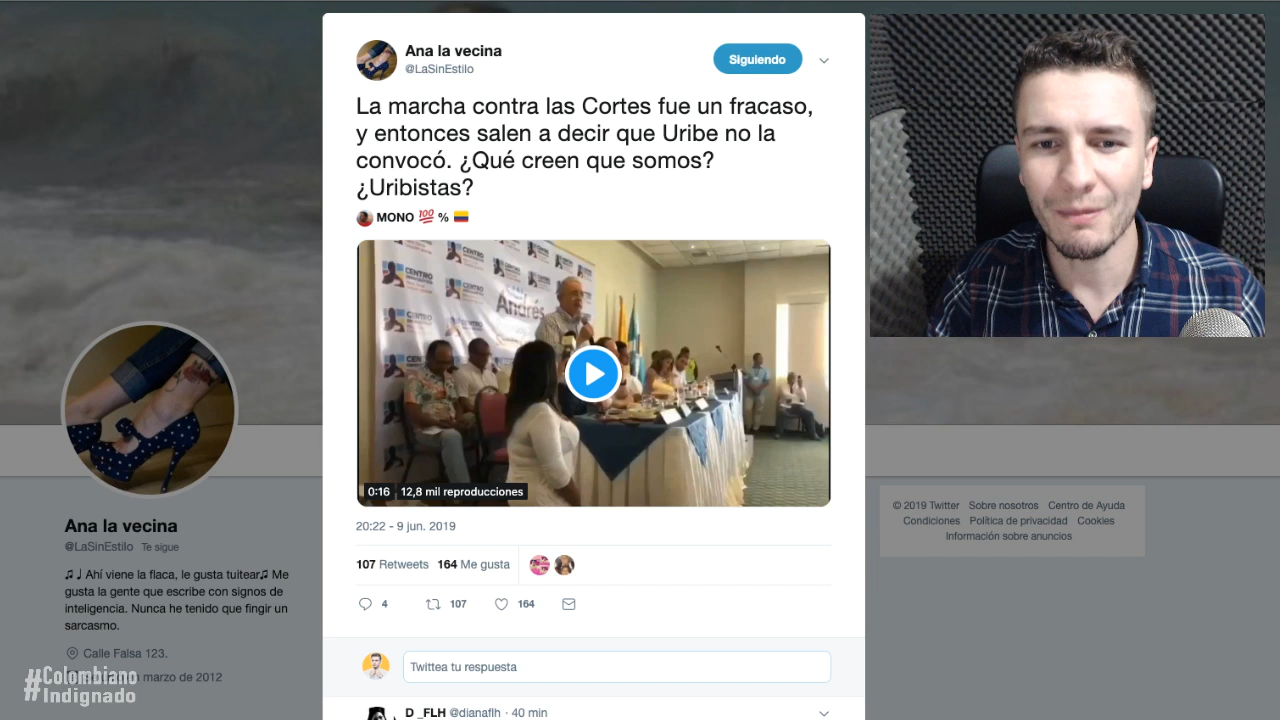 Ana la vecina
@LaSinEstilo
Siguiendo
La marcha contra las Cortes fue un fracaso,
y entonces salen a decir que Uribe no la
convocó. ¿Qué creen que somos?
¿Uribistas?
MONO 💯 % 🇨🇴
CENTRO
CENTRO
CENTRO
Andrés
0:16 12,8 mil reproducciones
20:22 - 9 jun. 2019
107 Retweets 164 Me gusta
4 107 164
Twittea tu respuesta
D _FLH @dianaflh · 40 min
Ana la vecina
@LaSinEstilo Te sigue
♫ ♩ Ahí viene la flaca, le gusta tuitear♫ Me
gusta la gente que escribe con signos de
inteligencia. Nunca he tenido que fingir un
sarcasmo.
Calle Falsa 123.
marzo de 2012
#Colombiano
Indignado
© 2019 Twitter Sobre nosotros Centro de Ayuda
Condiciones Política de privacidad Cookies
Información sobre anuncios